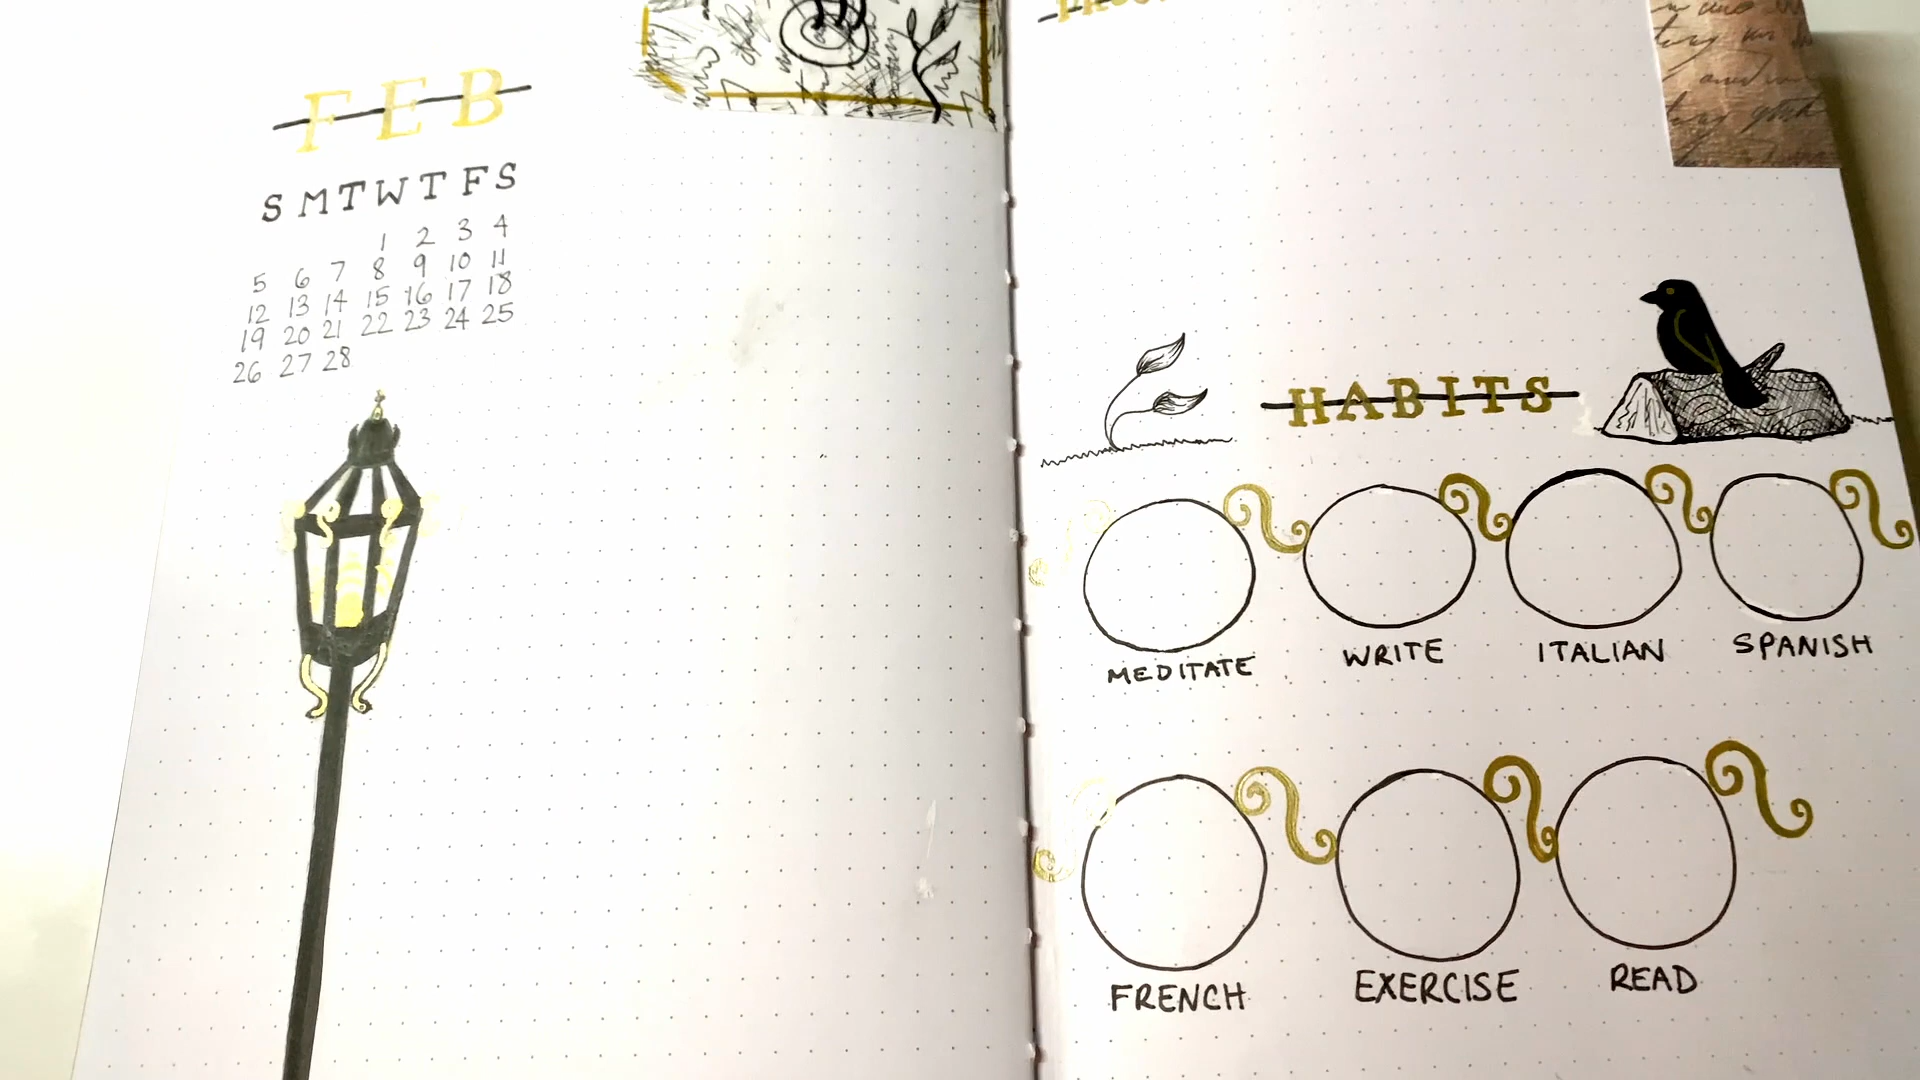 FEB
S M T W T F S
1 2 3 4
5 6 7 8 9 10 11
12 13 14 15 16 17 18
19 20 21 22 23 24 25
26 27 28
HABITS
MEDITATE WRITE ITALIAN SPANISH
FRENCH EXERCISE READ